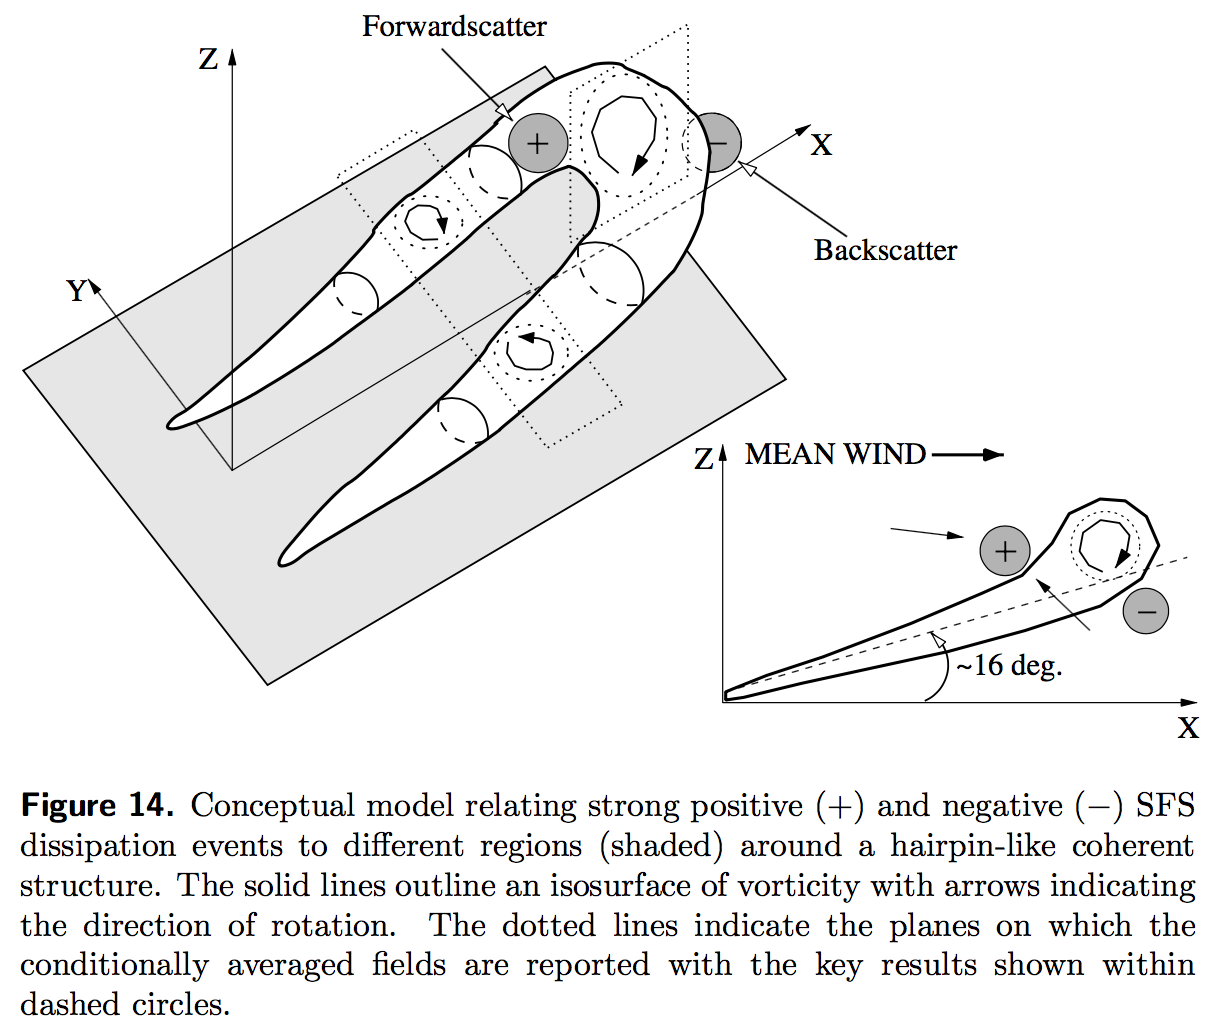 Forwardscatter
Z
X
Y
+
−
Backscatter
Z
MEAN WIND
+
−
~16 deg.
X
Figure 14. Conceptual model relating strong positive (+) and negative (−) SFS
dissipation events to different regions (shaded) around a hairpin-like coherent
structure. The solid lines outline an isosurface of vorticity with arrows indicating
the direction of rotation. The dotted lines indicate the planes on which the
conditionally averaged fields are reported with the key results shown within
dashed circles.